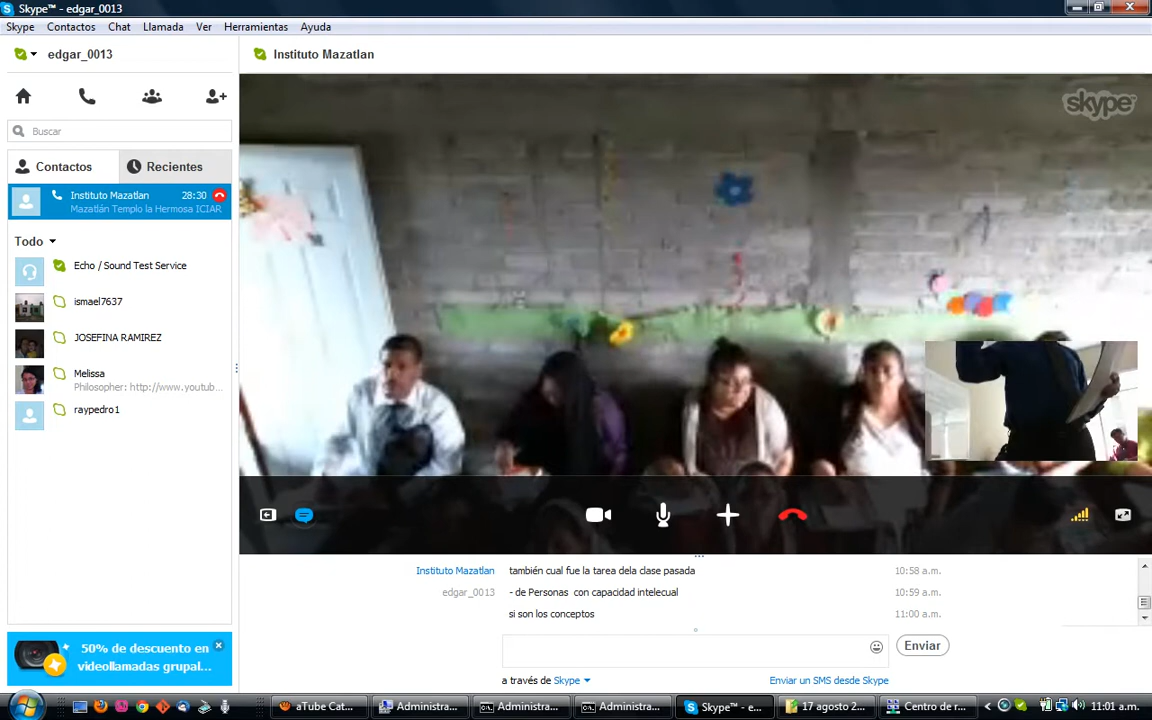 Skype™ - edgar_0013
Skype Contactos Chat Llamada Ver Herramientas Ayuda
edgar_0013
Instituto Mazatlan
skype
Buscar
Contactos
Recientes
Instituto Mazatlan 28:30
Mazatlán Templo la Hermosa ICIAR
Todo
Echo / Sound Test Service
ismael7637
JOSEFINA RAMIREZ
Melissa
Philosopher: http://www.youtub...
raypedro1
Instituto Mazatlan también cual fue la tarea dela clase pasada 10:58 a.m.
edgar_0013 - de Personas con capacidad intelecual 10:59 a.m.
si son los conceptos 11:00 a.m.
Enviar
a través de Skype
Enviar un SMS desde Skype
50% de descuento en
videollamadas grupal...
aTube Cat... Administra... Administra... Administra... Skype™ - e... 17 agosto 2... Centro de r... 11:01 a.m.